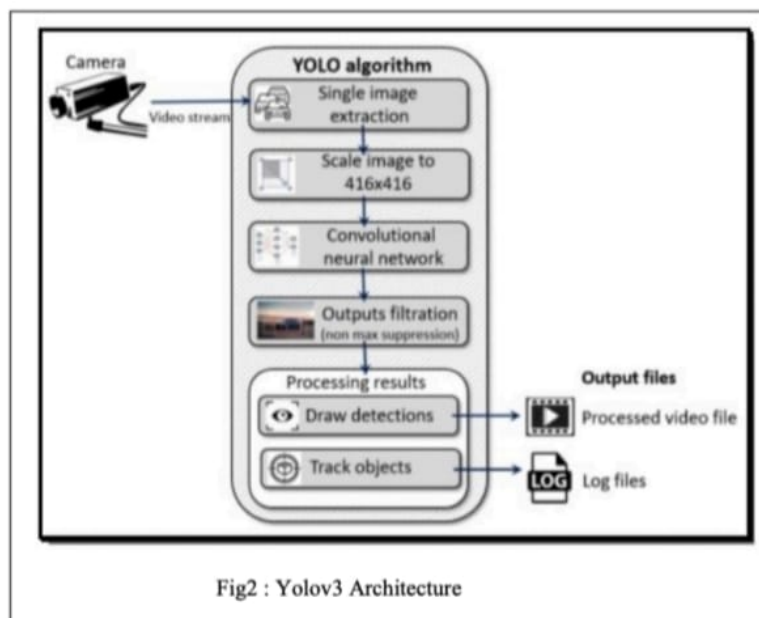 Camera
Video stream
YOLO algorithm
Single image
extraction
Scale image to
416x416
Convolutional
neural network
Outputs filtration
(non max suppression)
Processing results
Draw detections
Track objects
Output files
Processed video file
LOG
Log files
Fig2 : Yolov3 Architecture